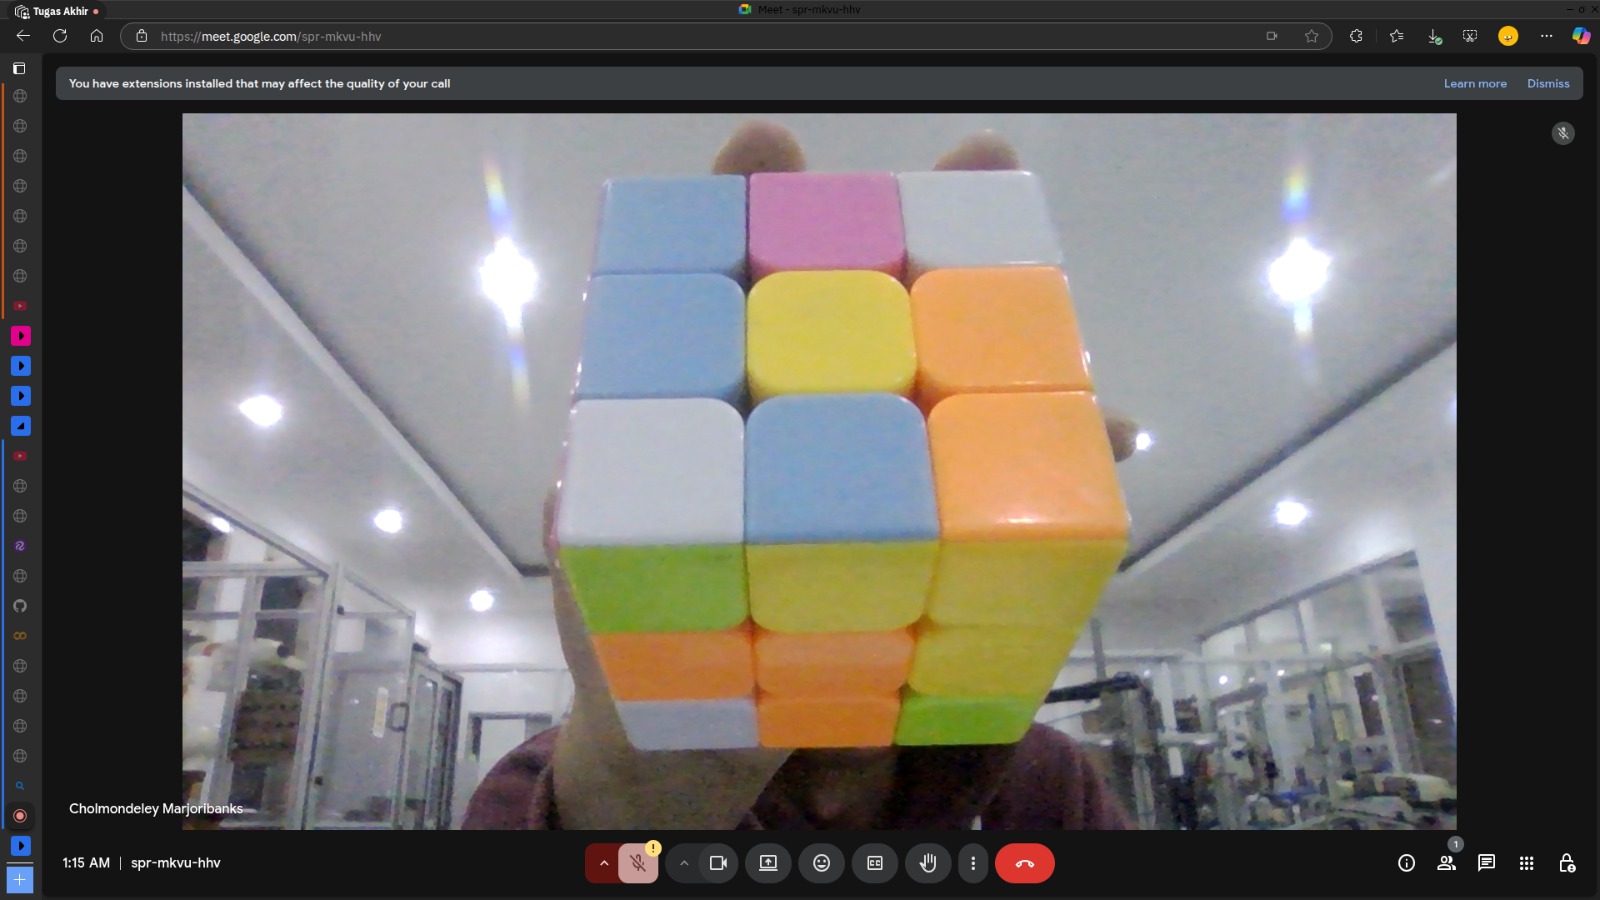 Tugas Akhir
Meet - spr-mkvu-hhv
https://meet.google.com/spr-mkvu-hhv
You have extensions installed that may affect the quality of your call
Learn more
Dismiss
Cholmondeley Marjoribanks
1:15 AM | spr-mkvu-hhv
1